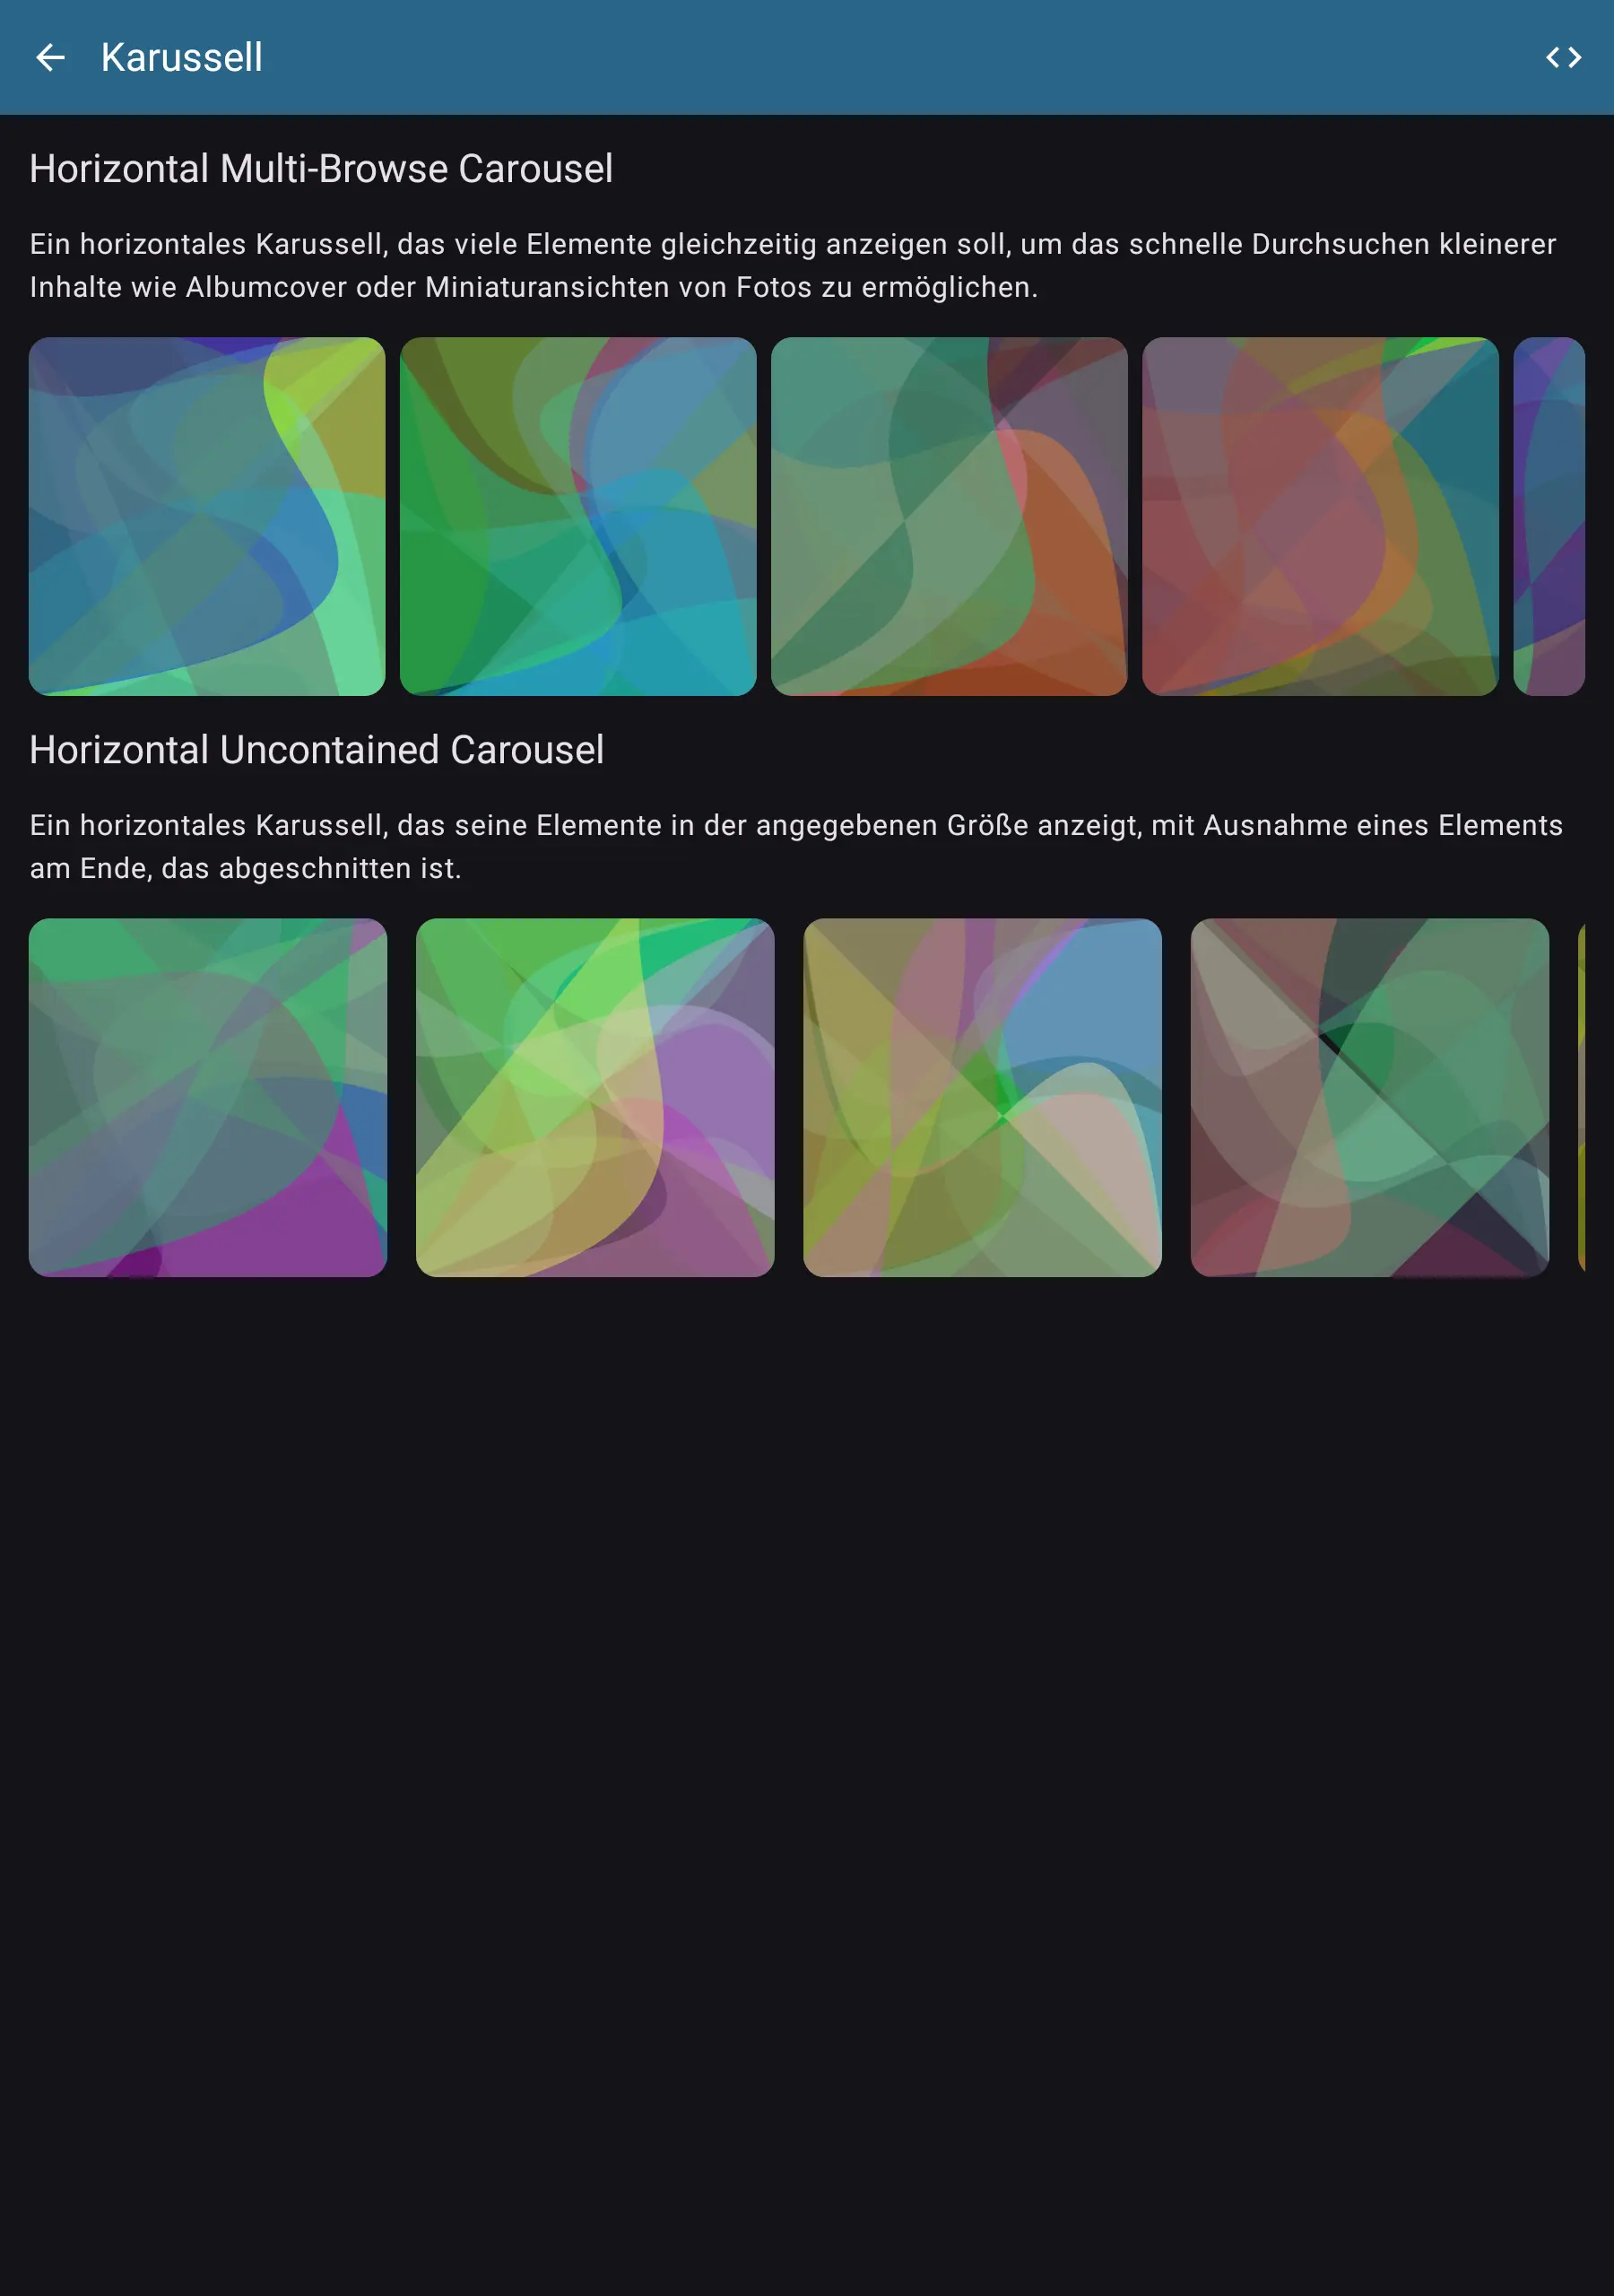 Karussell
Horizontal Multi-Browse Carousel
Ein horizontales Karussell, das viele Elemente gleichzeitig anzeigen soll, um das schnelle Durchsuchen kleinerer
Inhalte wie Albumcover oder Miniaturansichten von Fotos zu ermöglichen.
Horizontal Uncontained Carousel
Ein horizontales Karussell, das seine Elemente in der angegebenen Größe anzeigt, mit Ausnahme eines Elements
am Ende, das abgeschnitten ist.